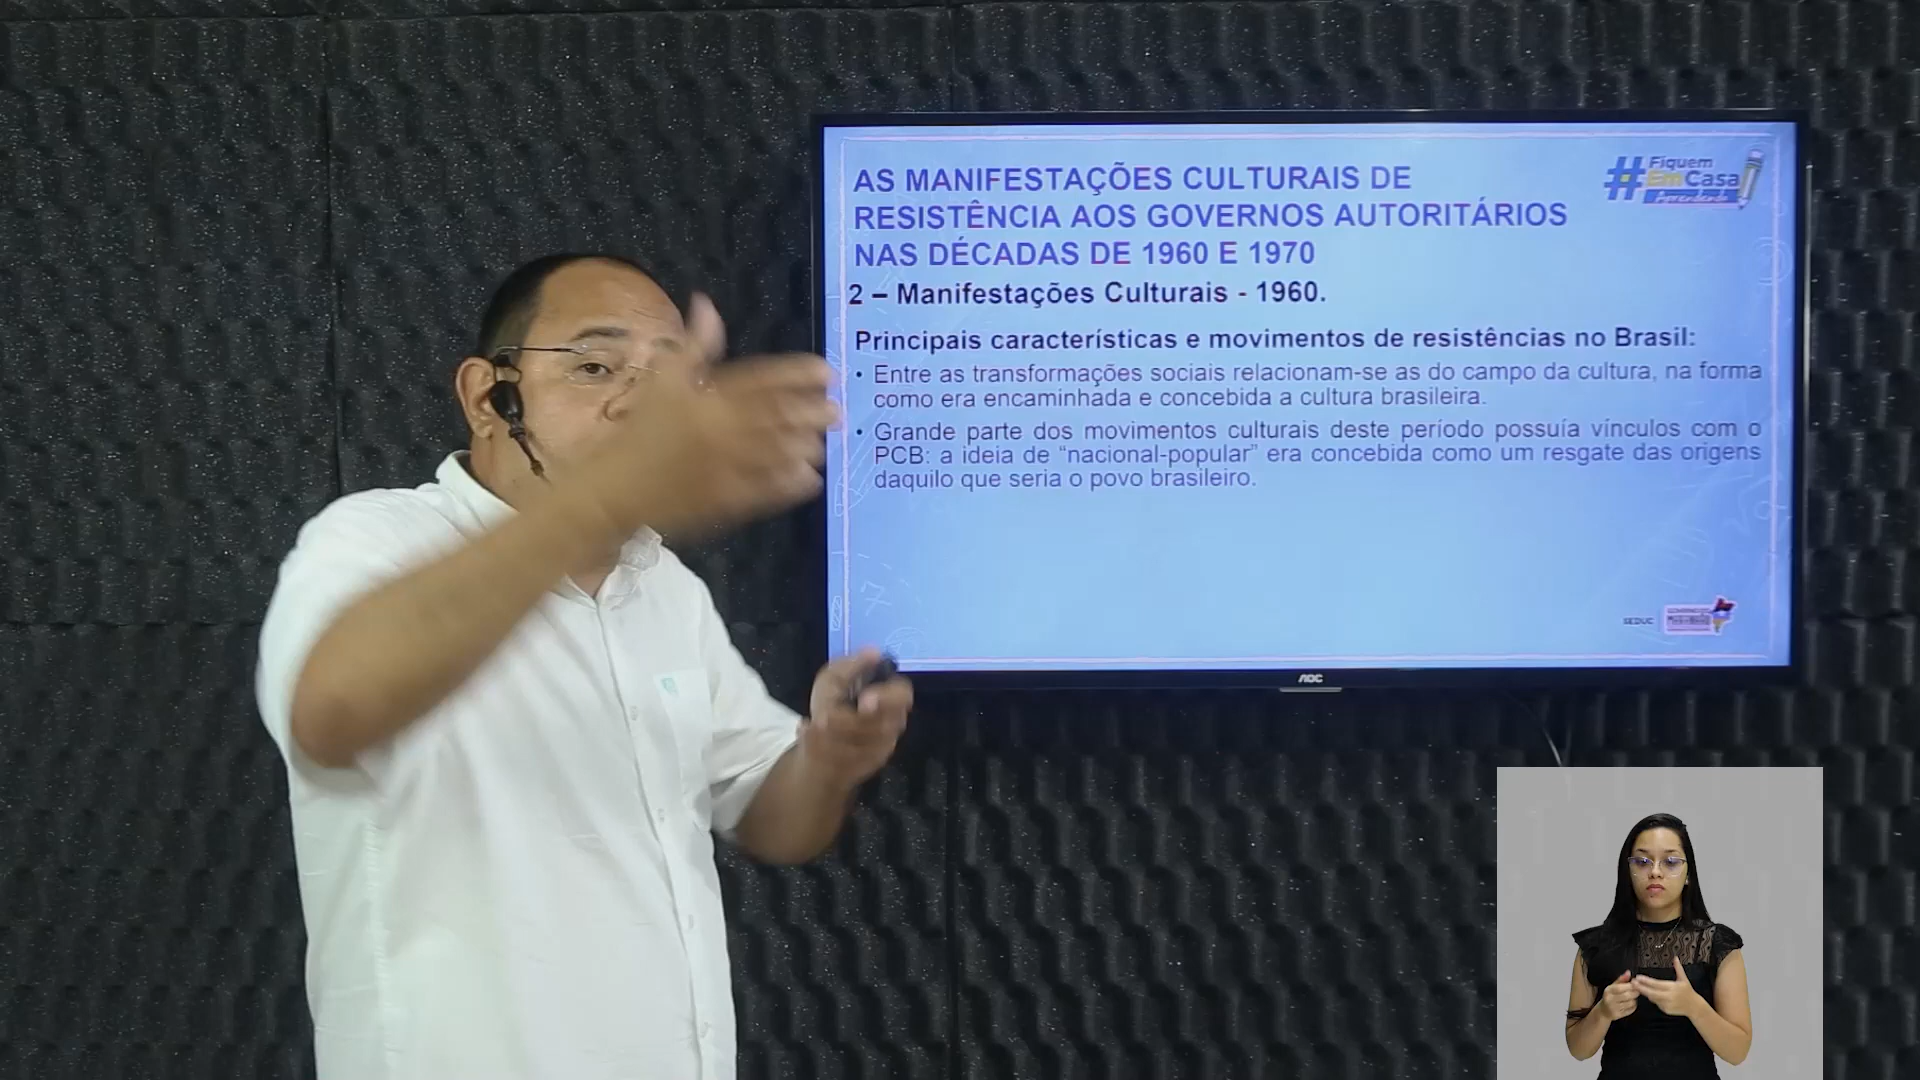 AS MANIFESTAÇÕES CULTURAIS DE
RESISTÊNCIA AOS GOVERNOS AUTORITÁRIOS
NAS DÉCADAS DE 1960 E 1970
#Fiquem
EmCasa
Aprendendo
2 – Manifestações Culturais - 1960.
Principais características e movimentos de resistências no Brasil:
• Entre as transformações sociais relacionam-se as do campo da cultura, na forma
como era encaminhada e concebida a cultura brasileira.
• Grande parte dos movimentos culturais deste período possuía vínculos com o
PCB: a ideia de “nacional-popular” era concebida como um resgate das origens
daquilo que seria o povo brasileiro.
SEDUC
AOC